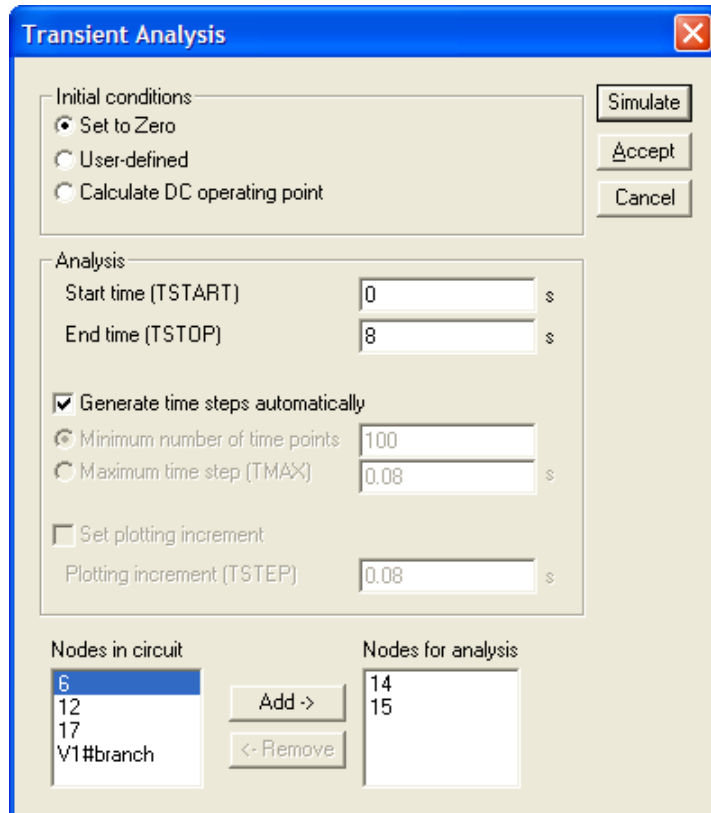 Transient Analysis
Initial conditions
Set to Zero
User-defined
Calculate DC operating point
Simulate
Accept
Cancel
Analysis
Start time (TSTART) 0 s
End time (TSTOP) 8 s
Generate time steps automatically
Minimum number of time points 100
Maximum time step (TMAX) 0.08 s
Set plotting increment
Plotting increment (TSTEP) 0.08 s
Nodes in circuit
6
12
17
V1#branch
Add ->
<- Remove
Nodes for analysis
14
15